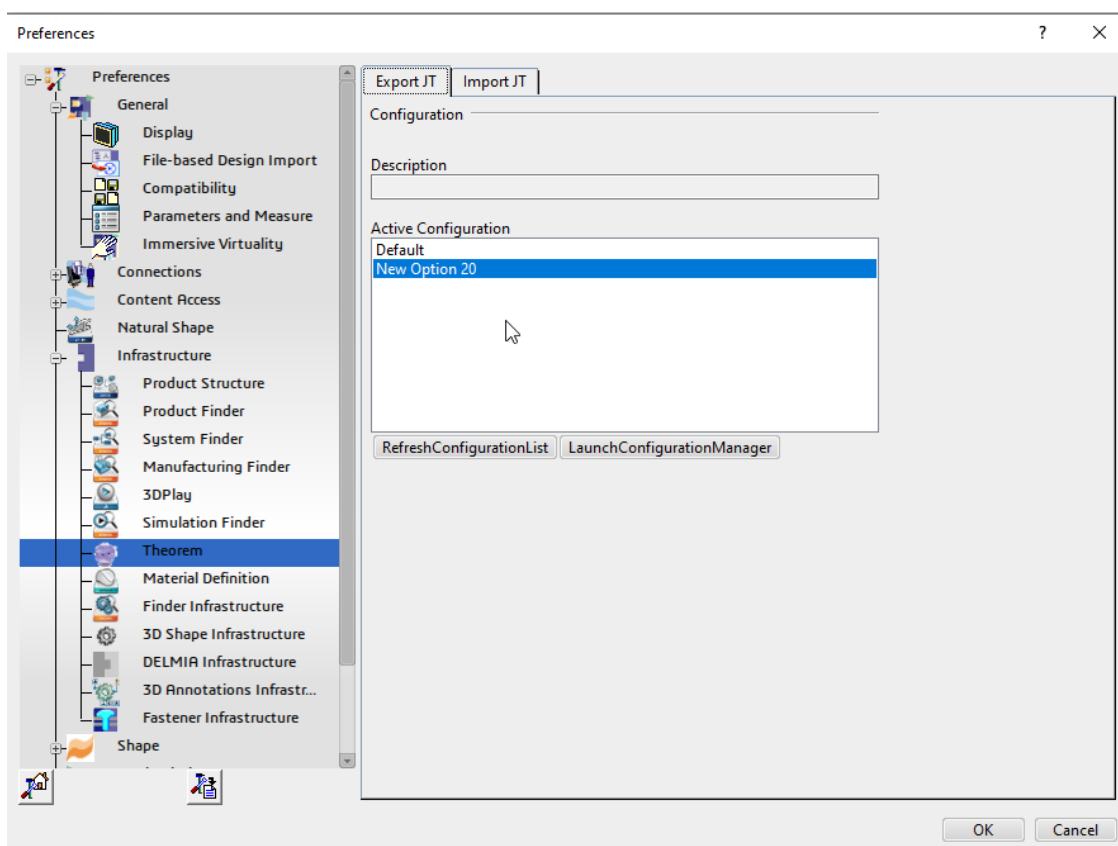 Preferences
?
Preferences
General
Display
File-based Design Import
Compatibility
Parameters and Measure
Immersive Virtuality
Connections
Content Access
Natural Shape
Infrastructure
Product Structure
Product Finder
System Finder
Manufacturing Finder
3DPlay
Simulation Finder
Theorem
Material Definition
Finder Infrastructure
3D Shape Infrastructure
DELMIA Infrastructure
3D Annotations Infrastr...
Fastener Infrastructure
Shape
Export JT
Import JT
Configuration
Description
Active Configuration
Default
New Option 20
RefreshConfigurationList
LaunchConfigurationManager
OK
Cancel